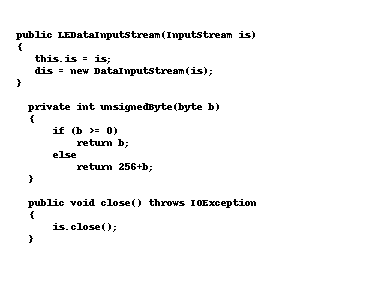 public LEDataInputStream(InputStream is)
{
this.is = is;
dis = new DataInputStream(is);
}
private int unsignedByte(byte b)
{
if (b >= 0)
return b;
else
return 256+b;
}
public void close() throws IOException
{
is.close();
}